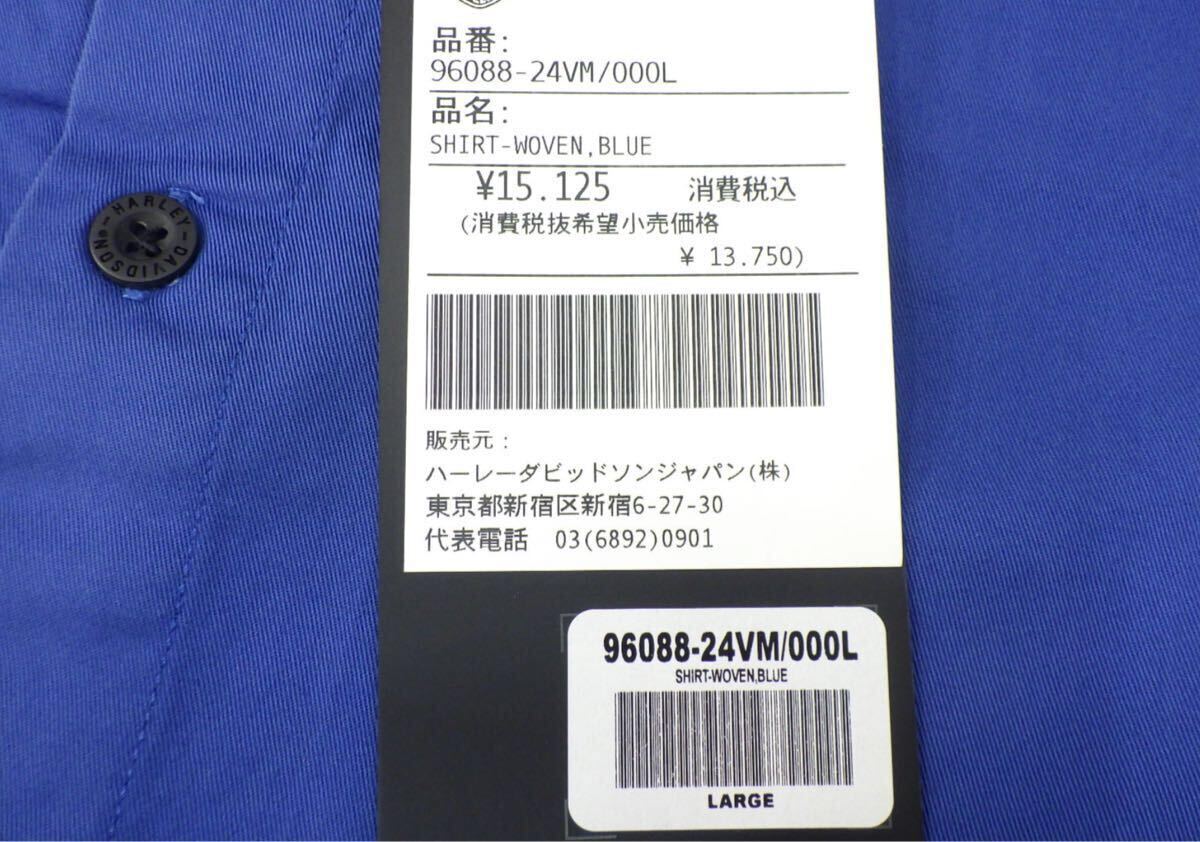 品番:
96088-24VM/000L
品名:
SHIRT-WOVEN,BLUE
¥15.125 消費税込
(消費税抜希望小売価格
¥ 13.750)
販売元:
ハーレーダビッドソンジャパン(株)
東京都新宿区新宿6-27-30
代表電話 03(6892)0901
96088-24VM/000L
SHIRT-WOVEN,BLUE
LARGE
HARLEY-DAVIDSON®